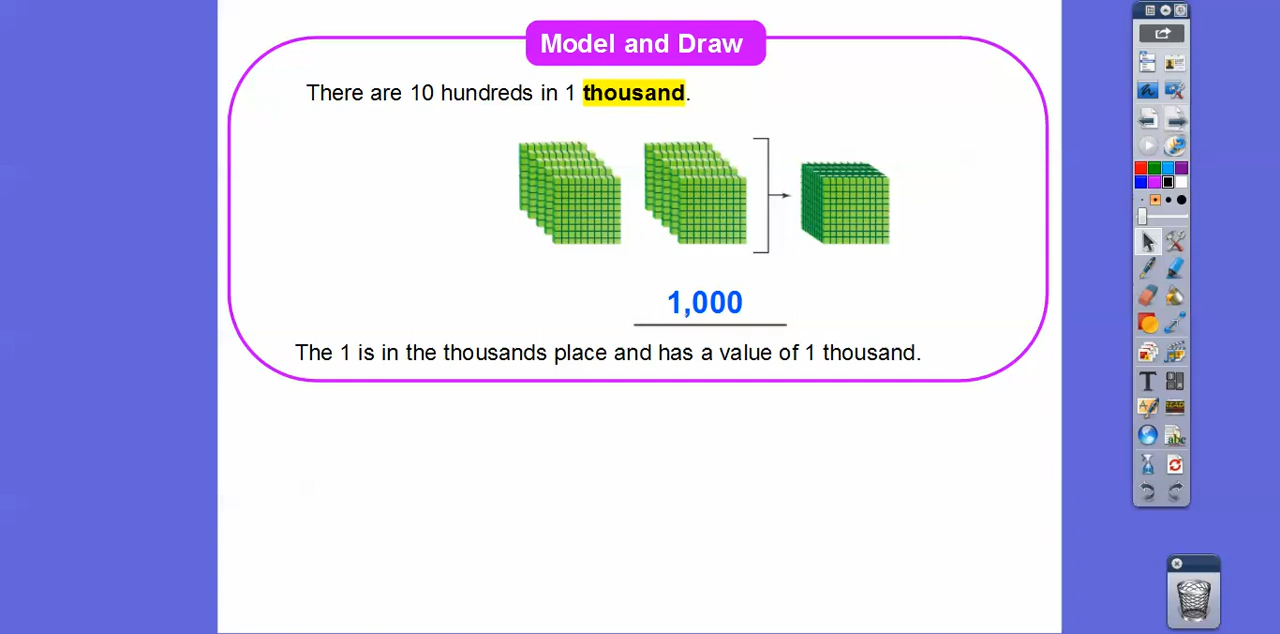 Model and Draw
There are 10 hundreds in 1 thousand.
1,000
The 1 is in the thousands place and has a value of 1 thousand.
T
abc